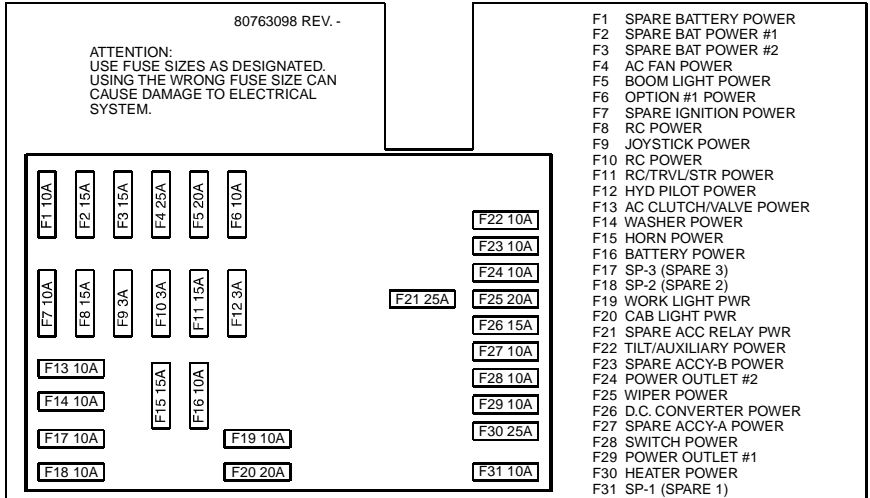 80763098 REV. -
ATTENTION:
USE FUSE SIZES AS DESIGNATED.
USING THE WRONG FUSE SIZE CAN
CAUSE DAMAGE TO ELECTRICAL
SYSTEM.
F1 10A
F2 15A
F3 15A
F4 25A
F5 20A
F6 10A
F7 10A
F8 15A
F9 3A
F10 3A
F11 15A
F12 3A
F13 10A
F14 10A
F15 15A
F16 10A
F17 10A
F18 10A
F19 10A
F20 20A
F21 25A
F22 10A
F23 10A
F24 10A
F25 20A
F26 15A
F27 10A
F28 10A
F29 10A
F30 25A
F31 10A
F1 SPARE BATTERY POWER
F2 SPARE BAT POWER #1
F3 SPARE BAT POWER #2
F4 AC FAN POWER
F5 BOOM LIGHT POWER
F6 OPTION #1 POWER
F7 SPARE IGNITION POWER
F8 RC POWER
F9 JOYSTICK POWER
F10 RC POWER
F11 RC/TRVL/STR POWER
F12 HYD PILOT POWER
F13 AC CLUTCH/VALVE POWER
F14 WASHER POWER
F15 HORN POWER
F16 BATTERY POWER
F17 SP-3 (SPARE 3)
F18 SP-2 (SPARE 2)
F19 WORK LIGHT PWR
F20 CAB LIGHT PWR
F21 SPARE ACC RELAY PWR
F22 TILT/AUXILIARY POWER
F23 SPARE ACCY-B POWER
F24 POWER OUTLET #2
F25 WIPER POWER
F26 D.C. CONVERTER POWER
F27 SPARE ACCY-A POWER
F28 SWITCH POWER
F29 POWER OUTLET #1
F30 HEATER POWER
F31 SP-1 (SPARE 1)